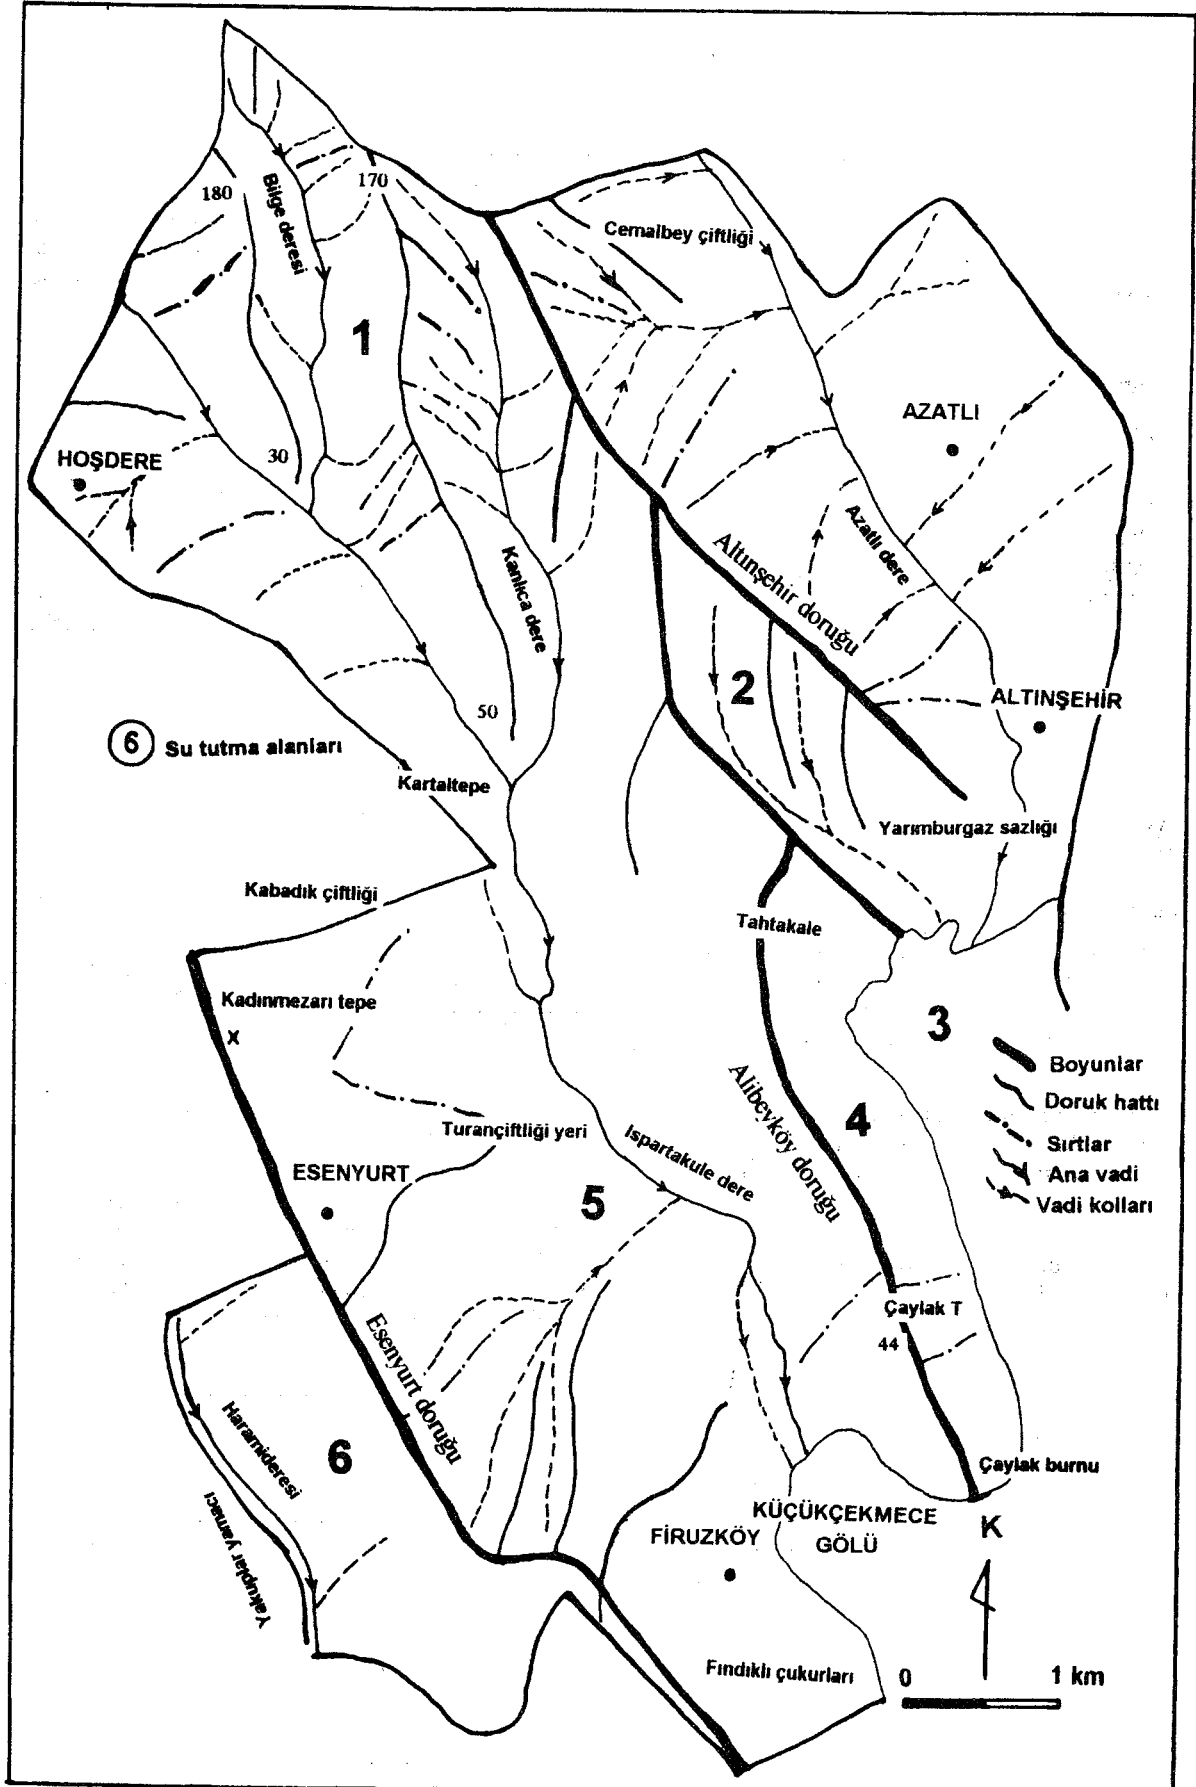 180
170
Bilge deresi
Cemalbey çiftliği
1
AZATLI
HOŞDERE
30
Azatlı dere
Altınşehir doruğu
Kanlıca dere
2
ALTINŞEHİR
50
6 Su tutma alanları
Kartaltepe
Yarımburgaz sazlığı
Kabadık çiftliği
Tahtakale
Kadınmezarı tepe
X
3
Boyunlar
Doruk hattı
Sırtlar
Ana vadi
Vadi kolları
Alibeyköy doruğu
4
Turançiftliği yeri
Ispartakule dere
ESENYURT
5
Çaylak T
44
Esenyurt doruğu
Haramideresi
6
Yakuplar yamacı
Çaylak burnu
KÜÇÜKÇEKMECE
GÖLÜ
FİRUZKÖY
K
Fındıklı çukurları
0 1 km